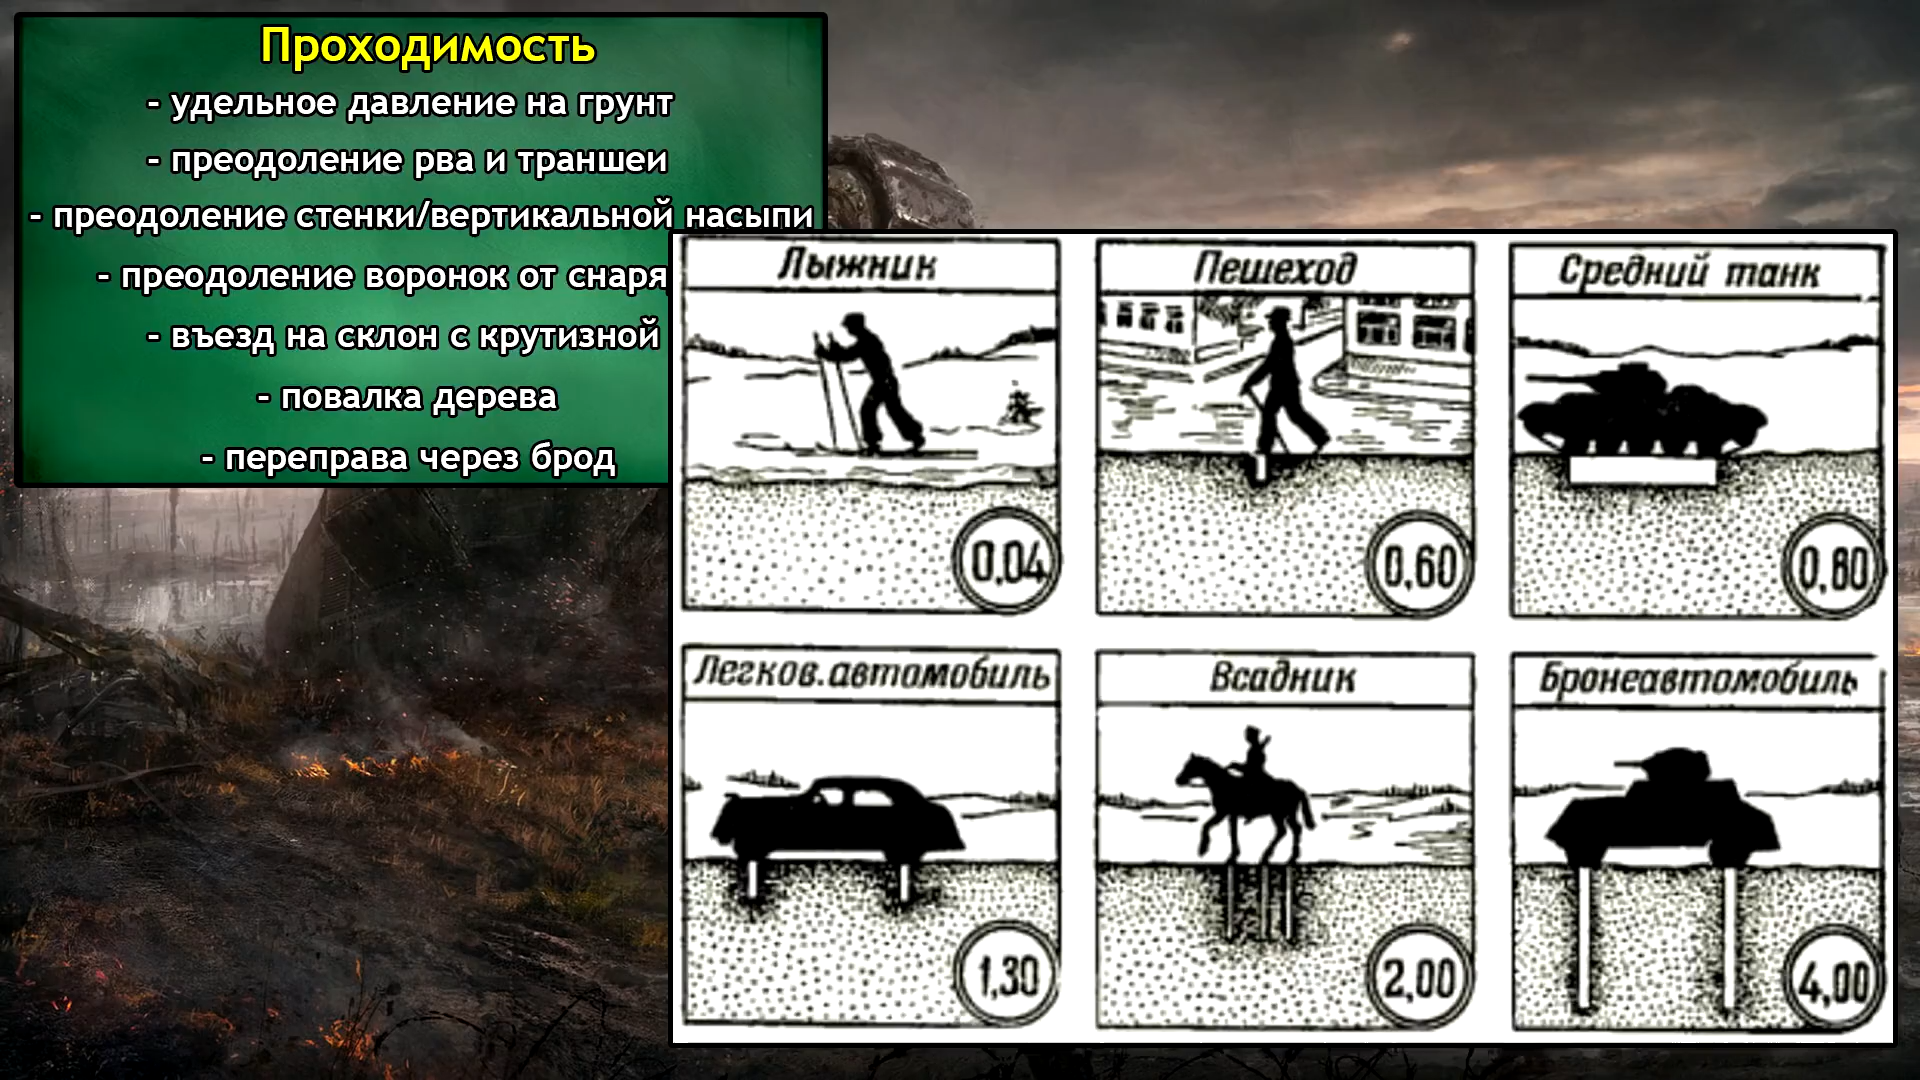 Проходимость
- удельное давление на грунт
- преодоление рва и траншеи
- преодоление стенки/вертикальной насыпи
- преодоление воронок от снаря
- въезд на склон с крутизной
- повалка дерева
- переправа через брод
Лыжник
0,04
Пешеход
0,60
Средний танк
0,80
Легков.автомобиль
1,30
Всадник
2,00
Бронеавтомобиль
4,00